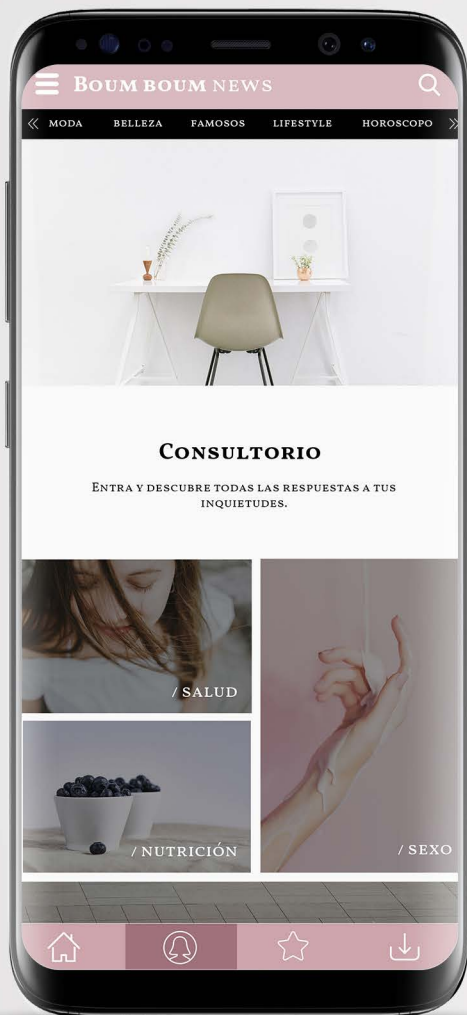 BOUM BOUM NEWS
« MODA BELLEZA FAMOSOS LIFESTYLE HOROSCOPO »
CONSULTORIO
ENTRA Y DESCUBRE TODAS LAS RESPUESTAS A TUS
INQUIETUDES.
/ SALUD
/ NUTRICIÓN
/ SEXO